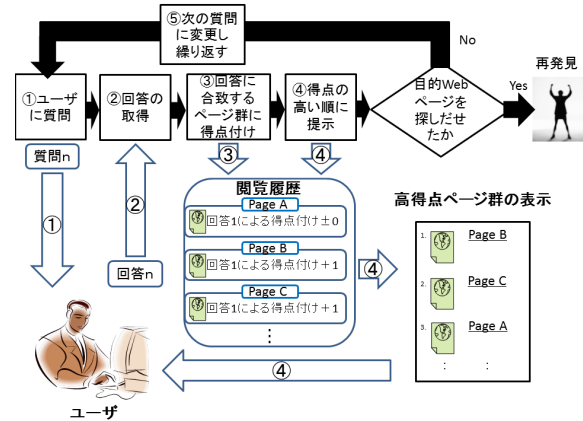 ⑤次の質問
に変更し
繰り返す
No
再発見
①ユーザ
に質問
②回答の
取得
③回答に
合致する
ページ群に
得点付け
④得点の
高い順に
提示
目的Web
ページを
探しだせ
たか
Yes
質問n
③
④
①
②
回答n
閲覧履歴
Page A
回答1による得点付け±0
Page B
回答1による得点付け+1
Page C
回答1による得点付け+1
⋮
④
高得点ページ群の表示
1. Page B
2. Page C
3. Page A
: :
④
ユーザ